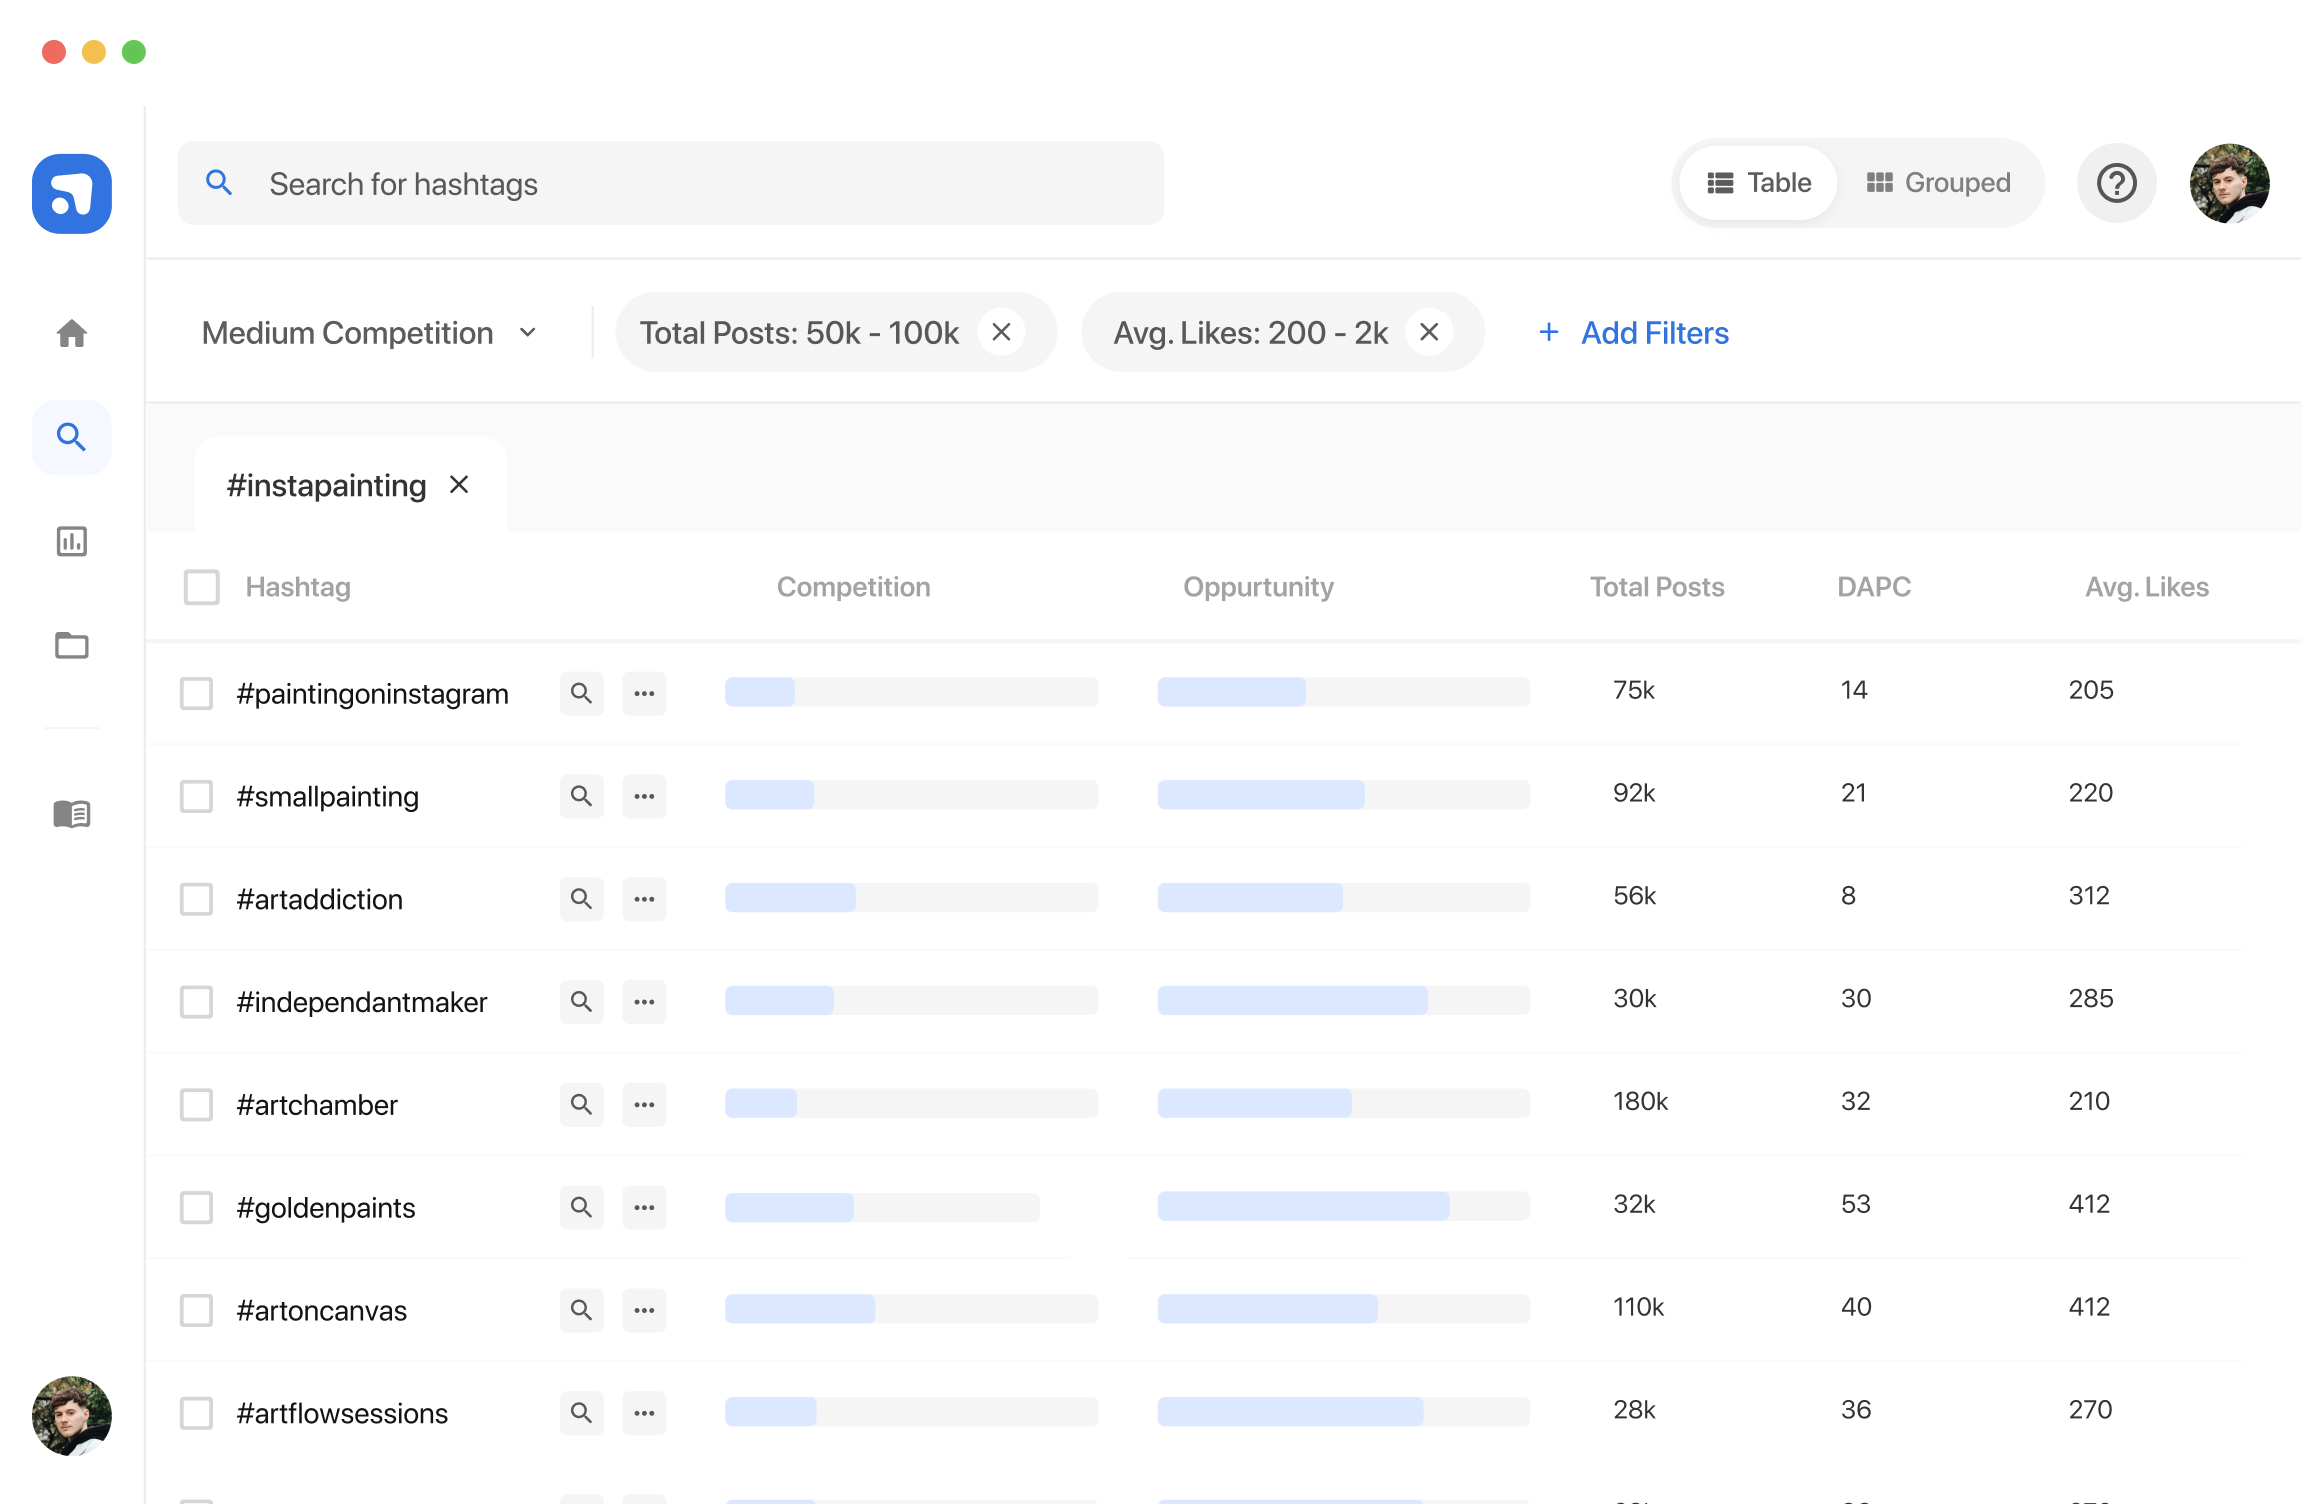 Search for hashtags
Table
Grouped
Medium Competition
Total Posts: 50k - 100k
Avg. Likes: 200 - 2k
+ Add Filters
#instapainting
Hashtag Competition Oppurtunity Total Posts DAPC Avg. Likes
#paintingoninstagram 75k 14 205
#smallpainting 92k 21 220
#artaddiction 56k 8 312
#independantmaker 30k 30 285
#artchamber 180k 32 210
#goldenpaints 32k 53 412
#artoncanvas 110k 40 412
#artflowsessions 28k 36 270